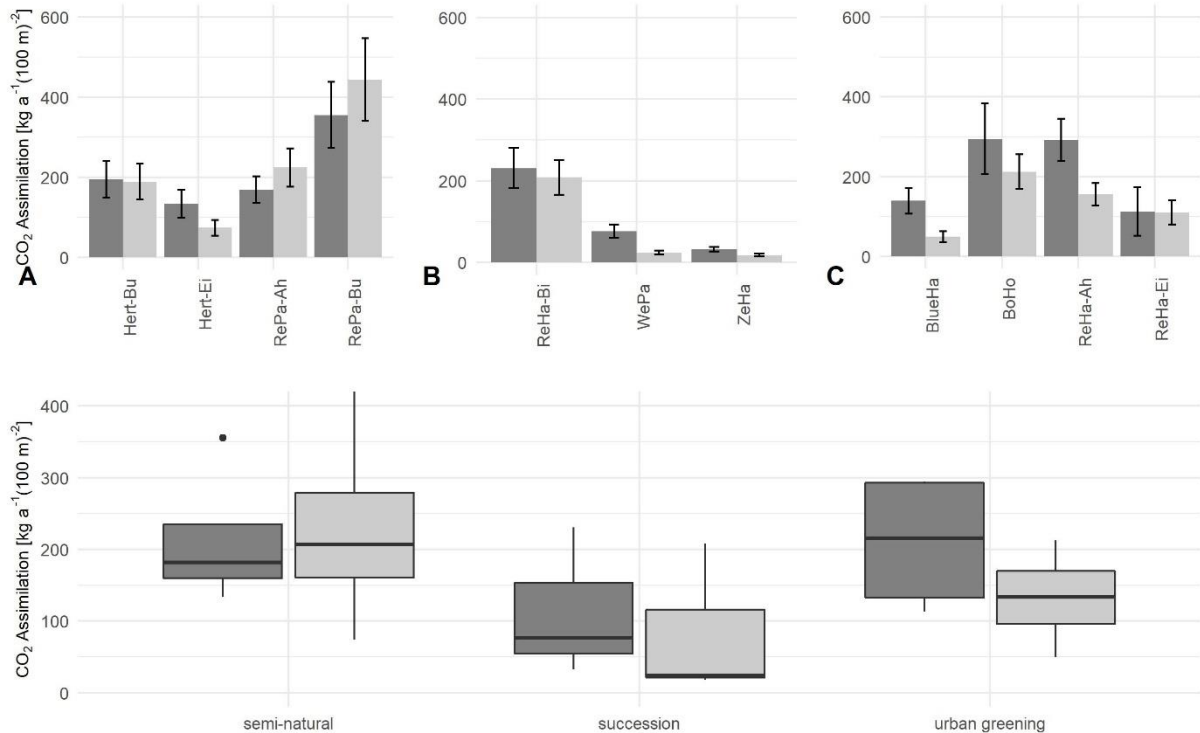 CO₂ Assimilation [kg a⁻¹(100 m)⁻²]
600
400
200
0
A
Hert-Bu
Hert-Ei
RePa-Ah
RePa-Bu
600
400
200
0
B
ReHa-Bi
WePa
ZeHa
600
400
200
0
C
BlueHa
BoHo
ReHa-Ah
ReHa-Ei
CO₂ Assimilation [kg a⁻¹(100 m)⁻²]
400
300
200
100
0
semi-natural
succession
urban greening